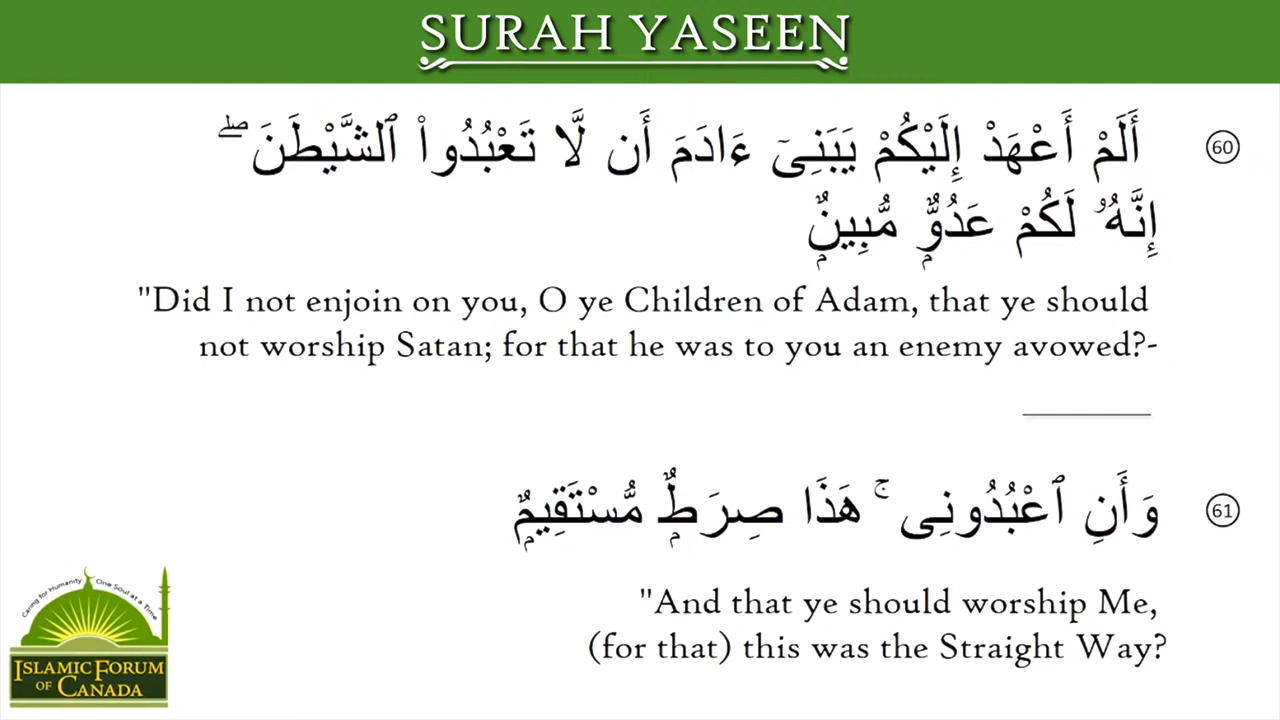 SURAH YASEEN
أَلَمْ أَعْهَدْ إِلَيْكُمْ يَبَنِىٓ ءَادَمَ أَن لَّا تَعْبُدُوا۟ ٱلشَّيْطَنَ ۖ
60
إِنَّهُۥ لَكُمْ عَدُوٌّ مُّبِينٌ
"Did I not enjoin on you, O ye Children of Adam, that ye should
not worship Satan; for that he was to you an enemy avowed?-
وَأَنِ ٱعْبُدُونِى ۚ هَذَا صِرَطٌ مُّسْتَقِيمٌ
61
"And that ye should worship Me,
(for that) this was the Straight Way?
Caring for Humanity One Soul at a Time
ISLAMIC FORUM
OF CANADA